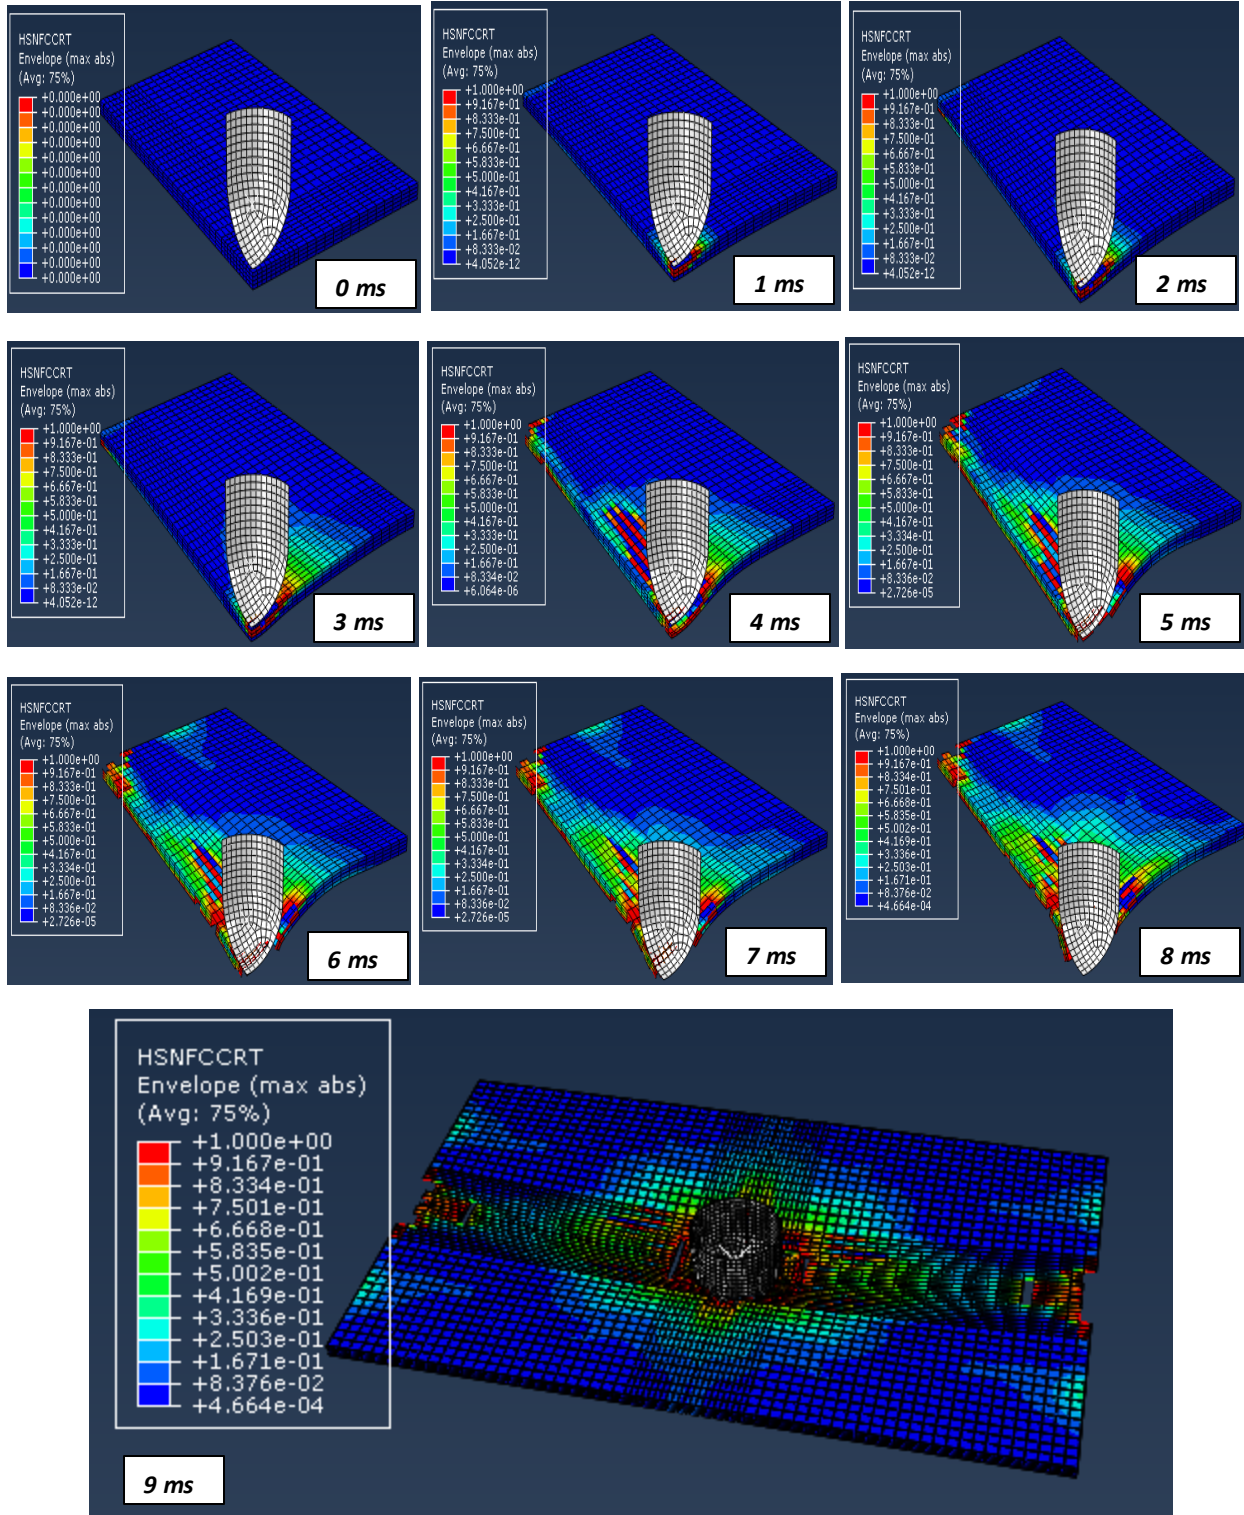 HSNFCCRT
Envelope (max abs)
(Avg: 75%)
+0.000e+00
+0.000e+00
+0.000e+00
+0.000e+00
+0.000e+00
+0.000e+00
+0.000e+00
+0.000e+00
+0.000e+00
+0.000e+00
+0.000e+00
+0.000e+00
+0.000e+00
0 ms
HSNFCCRT
Envelope (max abs)
(Avg: 75%)
+1.000e+00
+9.167e-01
+8.333e-01
+7.500e-01
+6.667e-01
+5.833e-01
+5.000e-01
+4.167e-01
+3.333e-01
+2.500e-01
+1.667e-01
+8.333e-02
+4.052e-12
1 ms
HSNFCCRT
Envelope (max abs)
(Avg: 75%)
+1.000e+00
+9.167e-01
+8.333e-01
+7.500e-01
+6.667e-01
+5.833e-01
+5.000e-01
+4.167e-01
+3.333e-01
+2.500e-01
+1.667e-01
+8.333e-02
+4.052e-12
2 ms
HSNFCCRT
Envelope (max abs)
(Avg: 75%)
+1.000e+00
+9.167e-01
+8.333e-01
+7.500e-01
+6.667e-01
+5.833e-01
+5.000e-01
+4.167e-01
+3.333e-01
+2.500e-01
+1.667e-01
+8.333e-02
+4.052e-12
3 ms
HSNFCCRT
Envelope (max abs)
(Avg: 75%)
+1.000e+00
+9.167e-01
+8.333e-01
+7.500e-01
+6.667e-01
+5.833e-01
+5.000e-01
+4.167e-01
+3.333e-01
+2.500e-01
+1.667e-01
+8.334e-02
+6.064e-06
4 ms
HSNFCCRT
Envelope (max abs)
(Avg: 75%)
+1.000e+00
+9.167e-01
+8.333e-01
+7.500e-01
+6.667e-01
+5.833e-01
+5.000e-01
+4.167e-01
+3.334e-01
+2.500e-01
+1.667e-01
+8.336e-02
+2.726e-05
5 ms
HSNFCCRT
Envelope (max abs)
(Avg: 75%)
+1.000e+00
+9.167e-01
+8.333e-01
+7.500e-01
+6.667e-01
+5.833e-01
+5.000e-01
+4.167e-01
+3.334e-01
+2.500e-01
+1.667e-01
+8.336e-02
+2.726e-05
6 ms
HSNFCCRT
Envelope (max abs)
(Avg: 75%)
+1.000e+00
+9.167e-01
+8.333e-01
+7.500e-01
+6.667e-01
+5.833e-01
+5.000e-01
+4.167e-01
+3.334e-01
+2.500e-01
+1.667e-01
+8.336e-02
+2.726e-05
7 ms
HSNFCCRT
Envelope (max abs)
(Avg: 75%)
+1.000e+00
+9.167e-01
+8.334e-01
+7.501e-01
+6.668e-01
+5.835e-01
+5.002e-01
+4.169e-01
+3.336e-01
+2.503e-01
+1.671e-01
+8.376e-02
+4.664e-04
8 ms
HSNFCCRT
Envelope (max abs)
(Avg: 75%)
+1.000e+00
+9.167e-01
+8.334e-01
+7.501e-01
+6.668e-01
+5.835e-01
+5.002e-01
+4.169e-01
+3.336e-01
+2.503e-01
+1.671e-01
+8.376e-02
+4.664e-04
9 ms